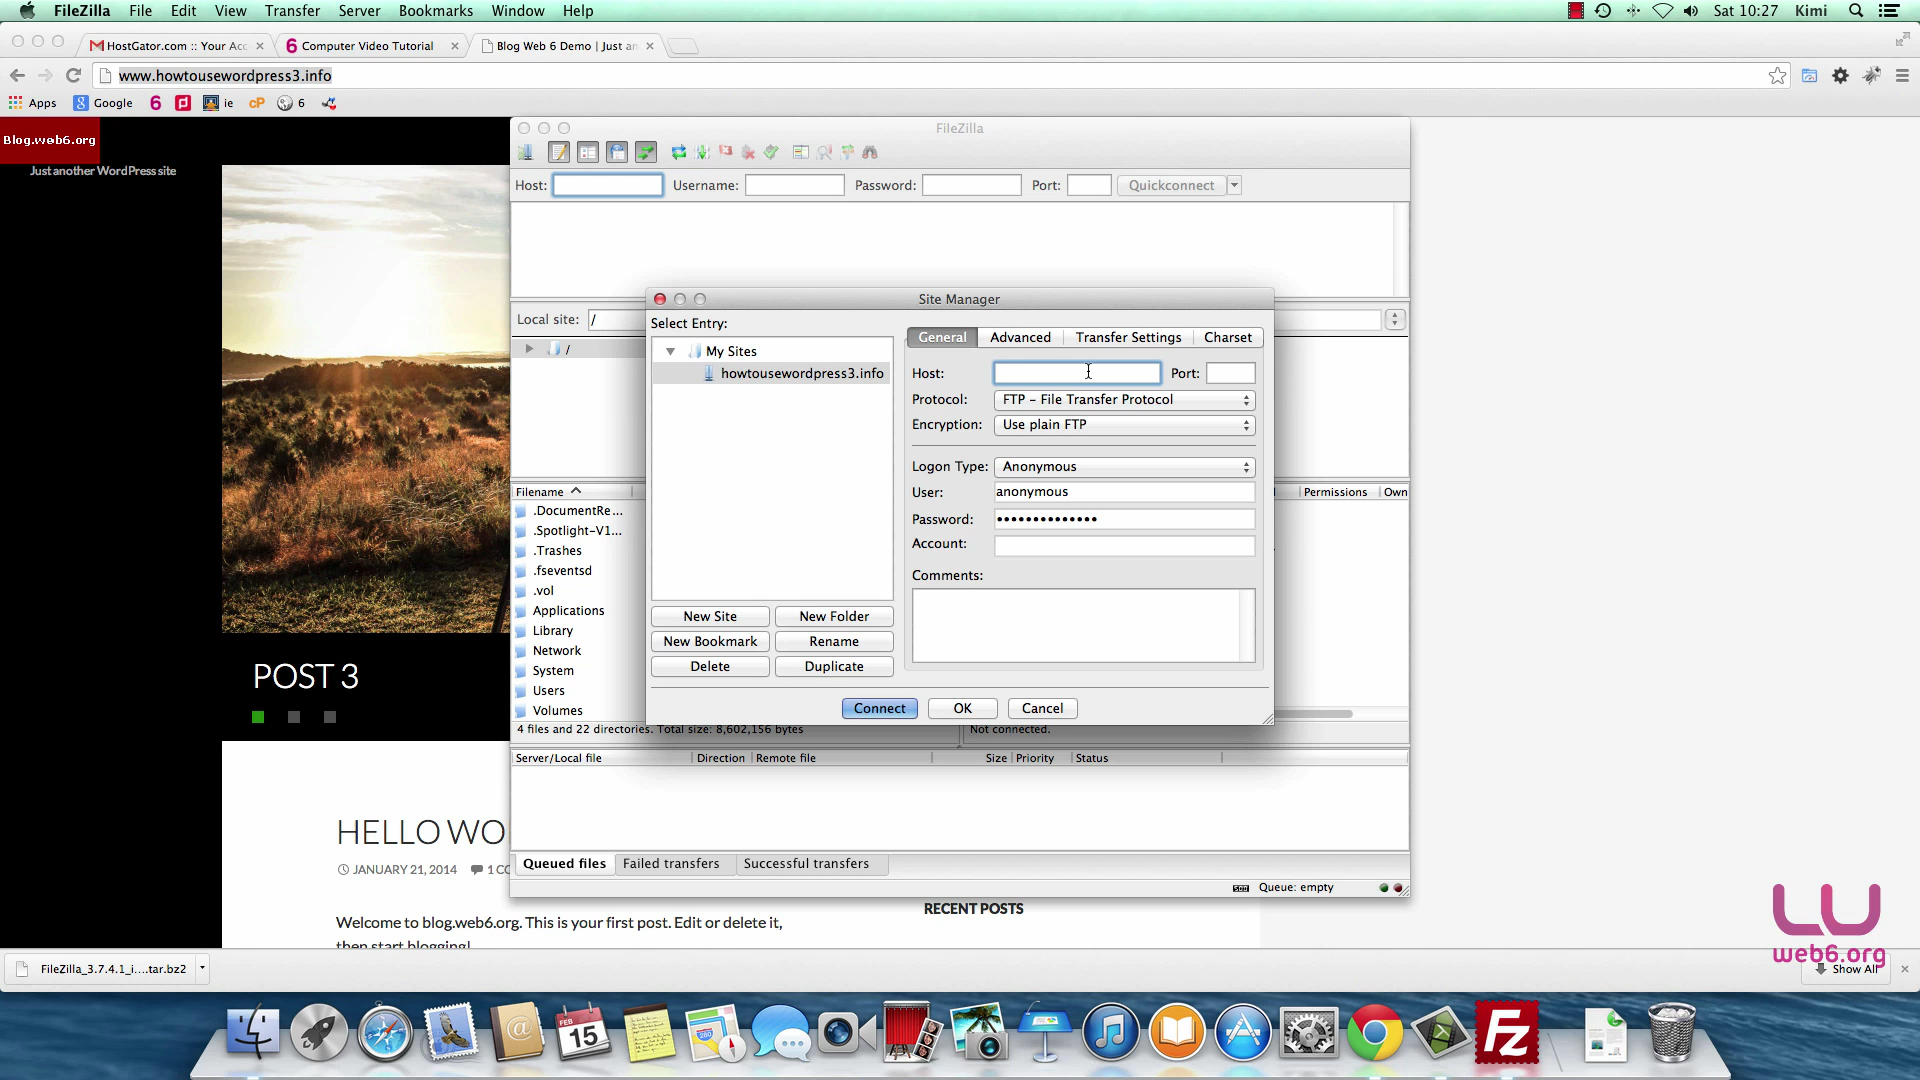 FileZilla File Edit View Transfer Server Bookmarks Window Help Sat 10:27 Kimi
HostGator.com :: Your Acc Computer Video Tutorial Blog Web 6 Demo | Just an
www.howtousewordpress3.info
Apps Google 6 ie cP 6
Blog.web6.org
Just another WordPress site
POST 3
HELLO WO
JANUARY 21, 2014 1 CO
Welcome to blog.web6.org. This is your first post. Edit or delete it,
then start blogging!
RECENT POSTS
FileZilla
Host: Username: Password: Port: Quickconnect
Local site: /
/
Filename
.DocumentRe...
.Spotlight-V1...
.Trashes
.fseventsd
.vol
Applications
Library
Network
System
Users
Volumes
Permissions Own
4 files and 22 directories. Total size: 8,602,156 bytes
Not connected.
Server/Local file Direction Remote file Size Priority Status
Queued files Failed transfers Successful transfers
Queue: empty
Site Manager
Select Entry:
My Sites
howtousewordpress3.info
New Site New Folder
New Bookmark Rename
Delete Duplicate
General Advanced Transfer Settings Charset
Host: Port:
Protocol: FTP - File Transfer Protocol
Encryption: Use plain FTP
Logon Type: Anonymous
User: anonymous
Password: ••••••••••••••
Account:
Comments:
Connect OK Cancel
web6.org
FileZilla_3.7.4.1_i....tar.bz2
Show All
FEB
15
Fz